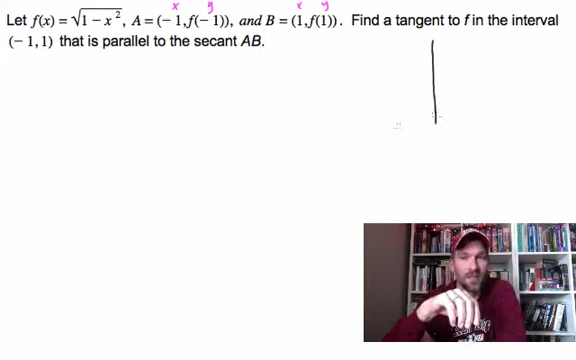 x y x y
Let f(x) = √1 − x², A = (− 1,f(− 1)), and B = (1,f(1)). Find a tangent to f in the interval
(− 1,1) that is parallel to the secant AB.